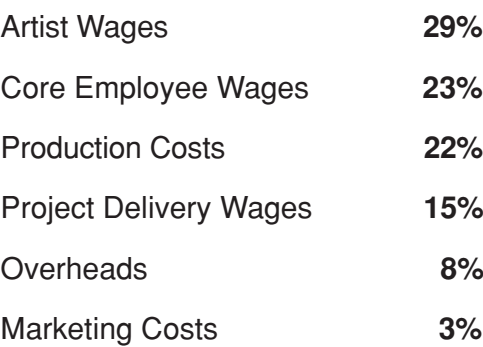 Artist Wages 29%
Core Employee Wages 23%
Production Costs 22%
Project Delivery Wages 15%
Overheads 8%
Marketing Costs 3%